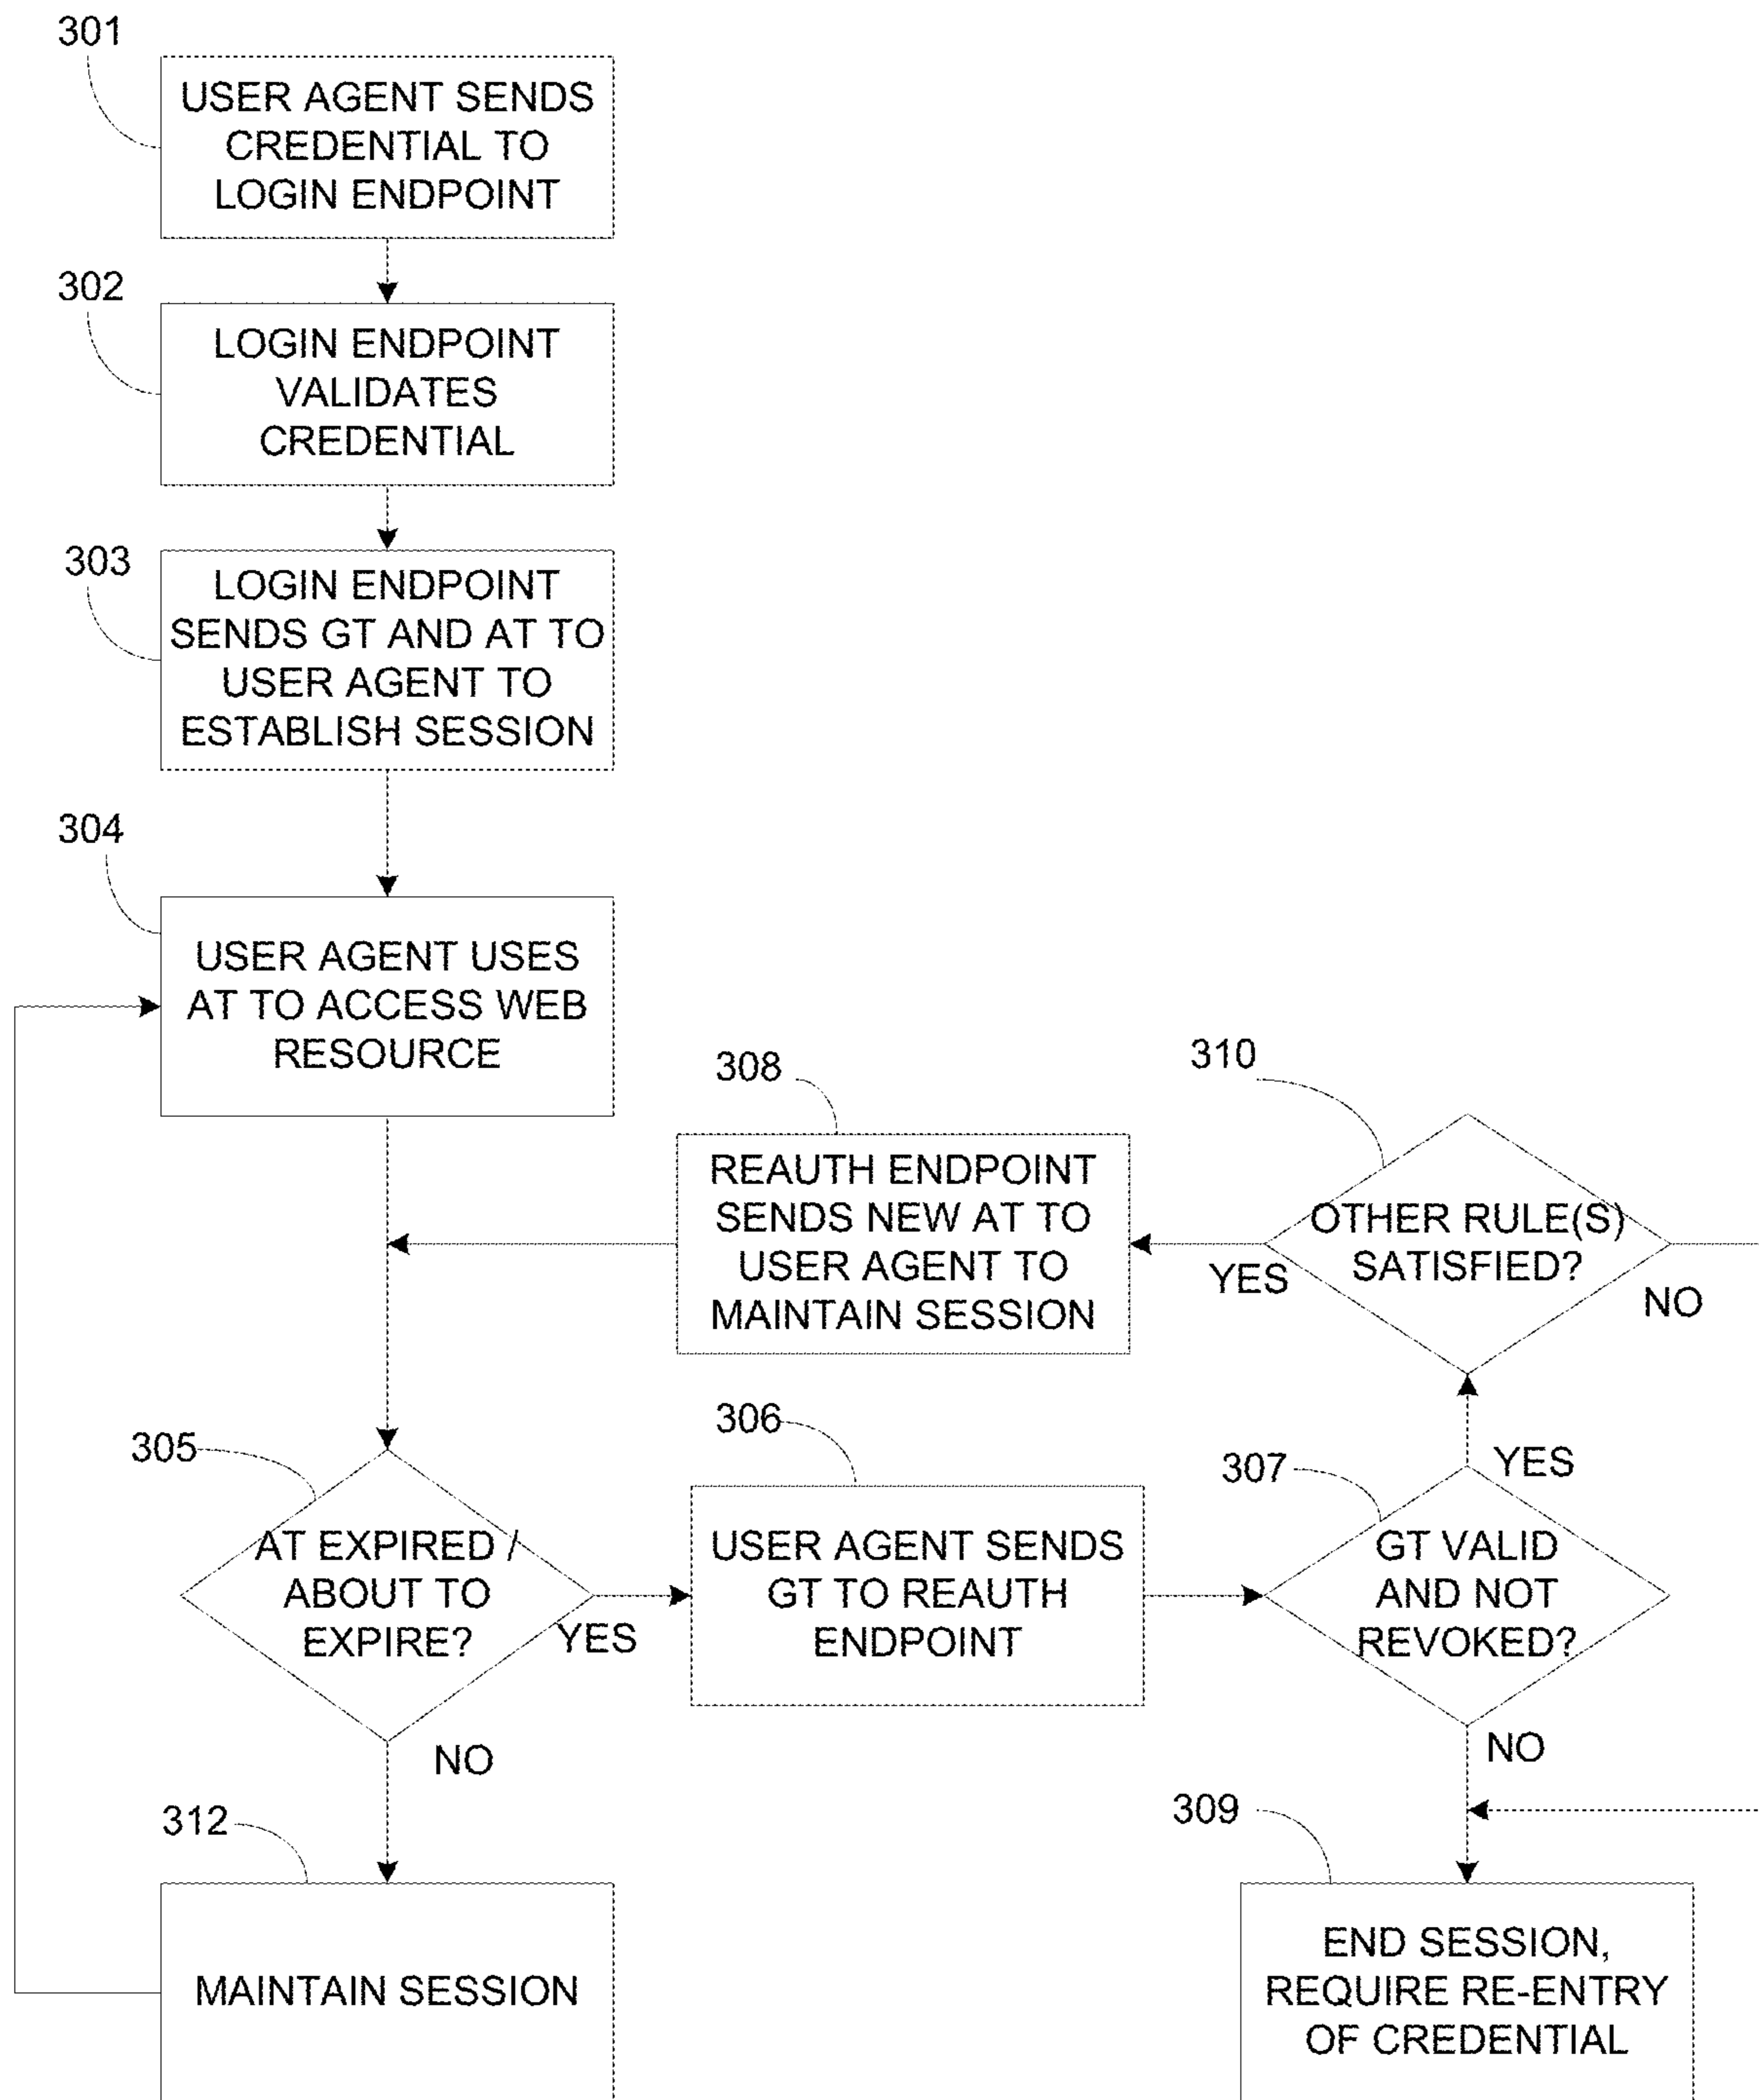 301
USER AGENT SENDS
CREDENTIAL TO
LOGIN ENDPOINT
302
LOGIN ENDPOINT
VALIDATES
CREDENTIAL
303
LOGIN ENDPOINT
SENDS GT AND AT TO
USER AGENT TO
ESTABLISH SESSION
304
USER AGENT USES
AT TO ACCESS WEB
RESOURCE
308
REAUTH ENDPOINT
SENDS NEW AT TO
USER AGENT TO
MAINTAIN SESSION
310
OTHER RULE(S)
SATISFIED?
YES
NO
305
AT EXPIRED /
ABOUT TO
EXPIRE?
YES
NO
306
USER AGENT SENDS
GT TO REAUTH
ENDPOINT
307
YES
GT VALID
AND NOT
REVOKED?
NO
312
MAINTAIN SESSION
309
END SESSION,
REQUIRE RE-ENTRY
OF CREDENTIAL